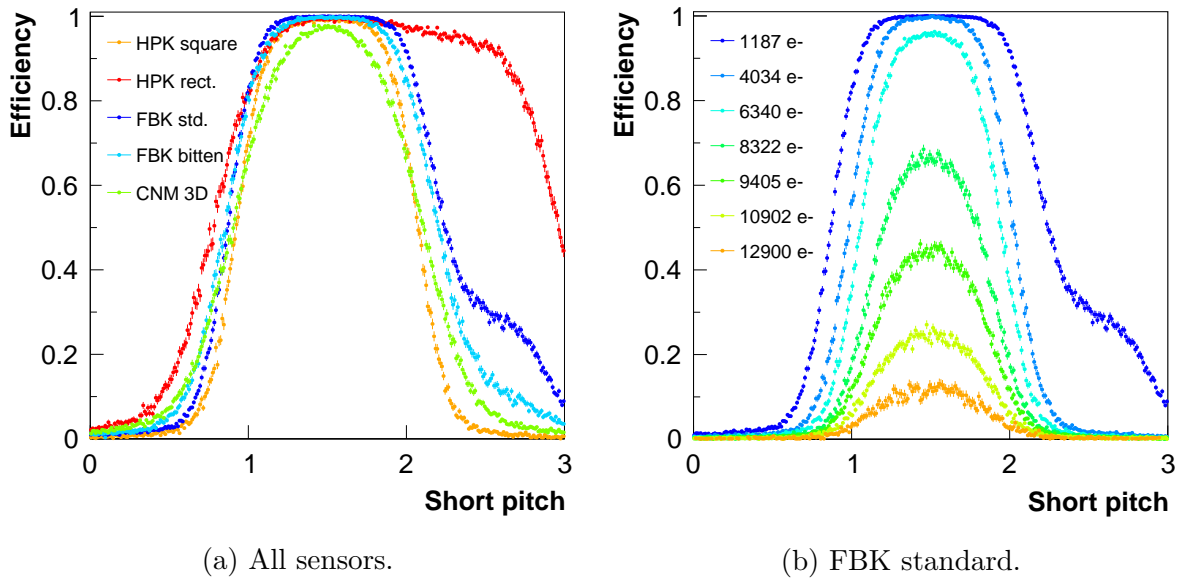 Efficiency
1
0.8
0.6
0.4
0.2
0
HPK square
HPK rect.
FBK std.
FBK bitten
CNM 3D
0 1 2 3
Short pitch
(a) All sensors.
Efficiency
1
0.8
0.6
0.4
0.2
0
1187 e-
4034 e-
6340 e-
8322 e-
9405 e-
10902 e-
12900 e-
0 1 2 3
Short pitch
(b) FBK standard.